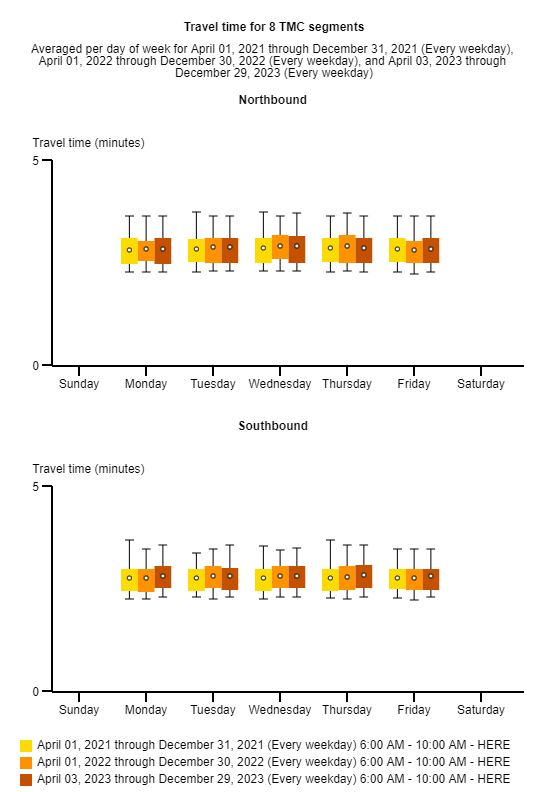 Travel time for 8 TMC segments
Averaged per day of week for April 01, 2021 through December 31, 2021 (Every weekday),
April 01, 2022 through December 30, 2022 (Every weekday), and April 03, 2023 through
December 29, 2023 (Every weekday)
Northbound
Travel time (minutes)
5
0
Sunday Monday Tuesday Wednesday Thursday Friday Saturday
Southbound
Travel time (minutes)
5
0
Sunday Monday Tuesday Wednesday Thursday Friday Saturday
April 01, 2021 through December 31, 2021 (Every weekday) 6:00 AM - 10:00 AM - HERE
April 01, 2022 through December 30, 2022 (Every weekday) 6:00 AM - 10:00 AM - HERE
April 03, 2023 through December 29, 2023 (Every weekday) 6:00 AM - 10:00 AM - HERE